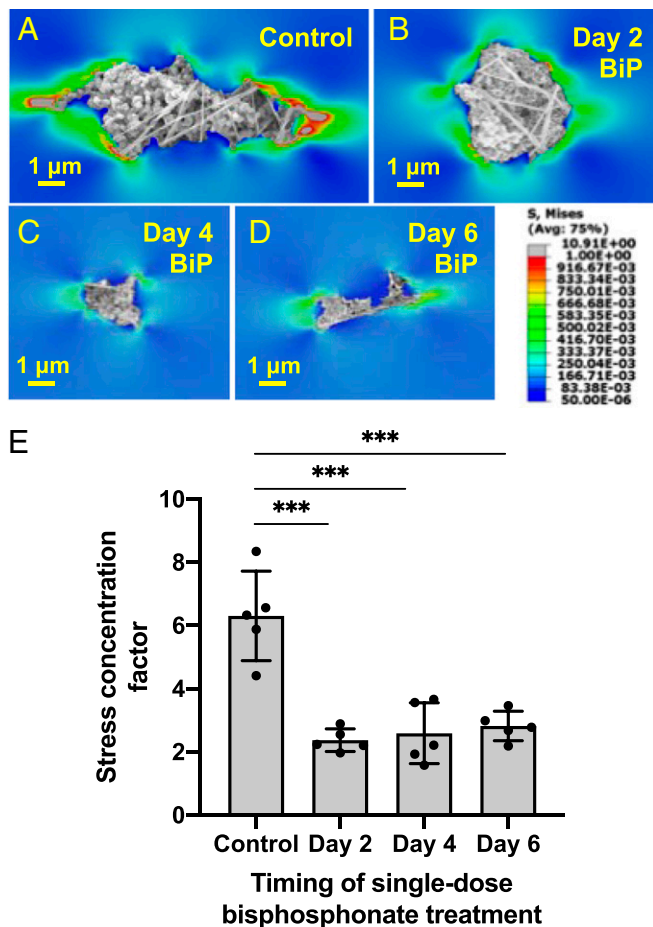 A
Control
1 µm
B
Day 2
BiP
1 µm
C
Day 4
BiP
1 µm
D
Day 6
BiP
1 µm
S, Mises
(Avg: 75%)
10.91E+00
1.00E+00
916.67E-03
833.34E-03
750.01E-03
666.68E-03
583.35E-03
500.02E-03
416.70E-03
333.37E-03
250.04E-03
166.71E-03
83.38E-03
50.00E-06
E
***
***
***
10
8
6
4
2
0
Stress concentration
factor
Control Day 2 Day 4 Day 6
Timing of single-dose
bisphosphonate treatment